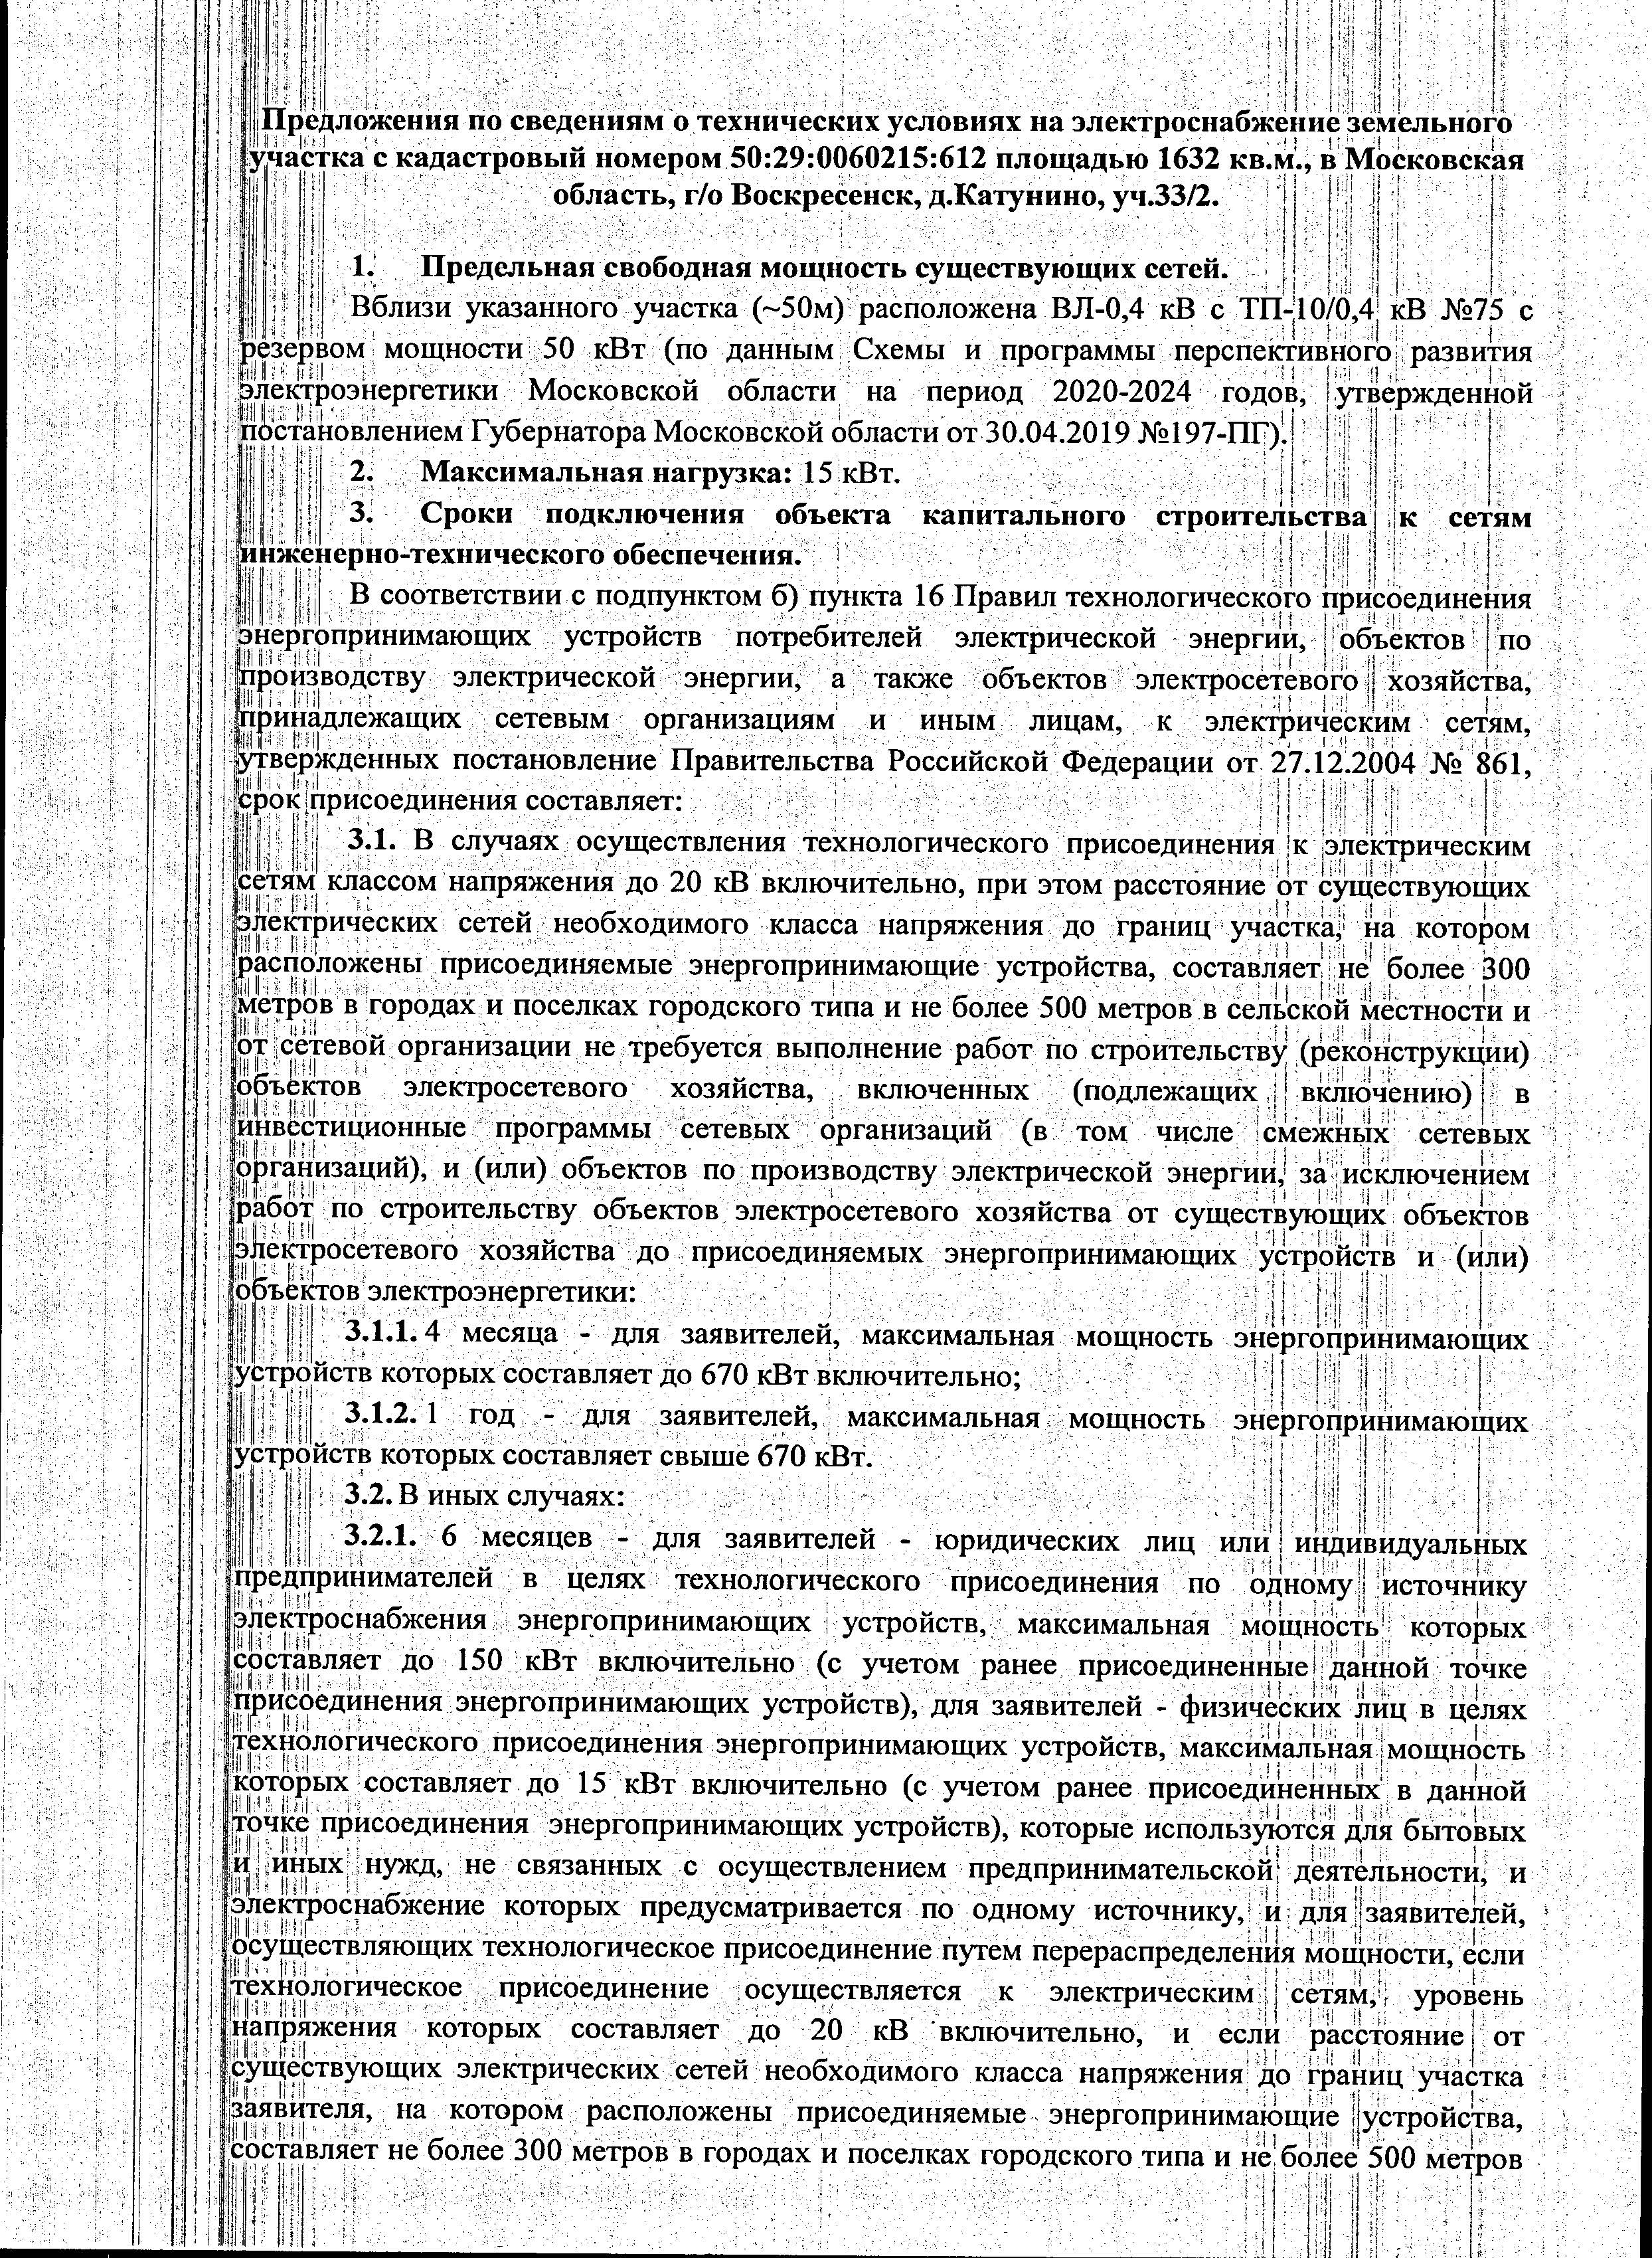 Предложения по сведениям о технических условиях на электроснабжение земельного
участка с кадастровый номером 50:29:0060215:612 площадью 1632 кв.м., в Московская
область, г/о Воскресенск, д.Катунино, уч.33/2.
1. Предельная свободная мощность существующих сетей.
Вблизи указанного участка (~50м) расположена ВЛ-0,4 кВ с ТП-10/0,4 кВ №75 с
резервом мощности 50 кВт (по данным Схемы и программы перспективного развития
электроэнергетики Московской области на период 2020-2024 годов, утвержденной
постановлением Губернатора Московской области от 30.04.2019 №197-ПГ).
2. Максимальная нагрузка: 15 кВт.
3. Сроки подключения объекта капитального строительства к сетям
инженерно-технического обеспечения.
В соответствии с подпунктом б) пункта 16 Правил технологического присоединения
энергопринимающих устройств потребителей электрической энергии, объектов по
производству электрической энергии, а также объектов электросетевого хозяйства,
принадлежащих сетевым организациям и иным лицам, к электрическим сетям,
утвержденных постановление Правительства Российской Федерации от 27.12.2004 № 861,
срок присоединения составляет:
3.1. В случаях осуществления технологического присоединения к электрическим
сетям классом напряжения до 20 кВ включительно, при этом расстояние от существующих
электрических сетей необходимого класса напряжения до границ участка, на котором
расположены присоединяемые энергопринимающие устройства, составляет не более 300
метров в городах и поселках городского типа и не более 500 метров в сельской местности и
от сетевой организации не требуется выполнение работ по строительству (реконструкции)
объектов электросетевого хозяйства, включенных (подлежащих включению) в
инвестиционные программы сетевых организаций (в том числе смежных сетевых
организаций), и (или) объектов по производству электрической энергии, за исключением
работ по строительству объектов электросетевого хозяйства от существующих объектов
электросетевого хозяйства до присоединяемых энергопринимающих устройств и (или)
объектов электроэнергетики:
3.1.1. 4 месяца - для заявителей, максимальная мощность энергопринимающих
устройств которых составляет до 670 кВт включительно;
3.1.2. 1 год - для заявителей, максимальная мощность энергопринимающих
устройств которых составляет свыше 670 кВт.
3.2. В иных случаях:
3.2.1. 6 месяцев - для заявителей - юридических лиц или индивидуальных
предпринимателей в целях технологического присоединения по одному источнику
электроснабжения энергопринимающих устройств, максимальная мощность которых
составляет до 150 кВт включительно (с учетом ранее присоединенные данной точке
присоединения энергопринимающих устройств), для заявителей - физических лиц в целях
технологического присоединения энергопринимающих устройств, максимальная мощность
которых составляет до 15 кВт включительно (с учетом ранее присоединенных в данной
точке присоединения энергопринимающих устройств), которые используются для бытовых
и иных нужд, не связанных с осуществлением предпринимательской деятельности, и
электроснабжение которых предусматривается по одному источнику, и для заявителей,
осуществляющих технологическое присоединение путем перераспределения мощности, если
технологическое присоединение осуществляется к электрическим сетям, уровень
напряжения которых составляет до 20 кВ включительно, и если расстояние от
существующих электрических сетей необходимого класса напряжения до границ участка
заявителя, на котором расположены присоединяемые энергопринимающие устройства,
составляет не более 300 метров в городах и поселках городского типа и не более 500 метров